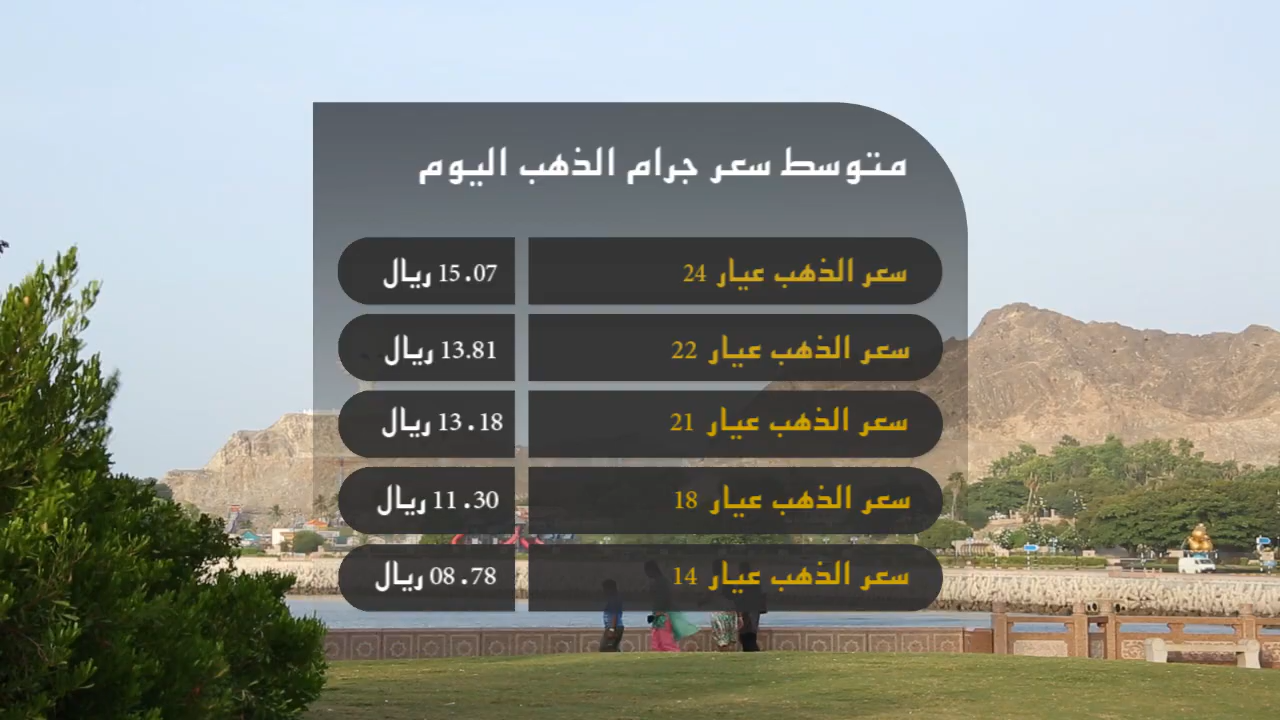 متوسط سعر جرام الذهب اليوم
سعر الذهب عيار 24 15.07 ريال
سعر الذهب عيار 22 13.81 ريال
سعر الذهب عيار 21 13.18 ريال
سعر الذهب عيار 18 11.30 ريال
سعر الذهب عيار 14 08.78 ريال